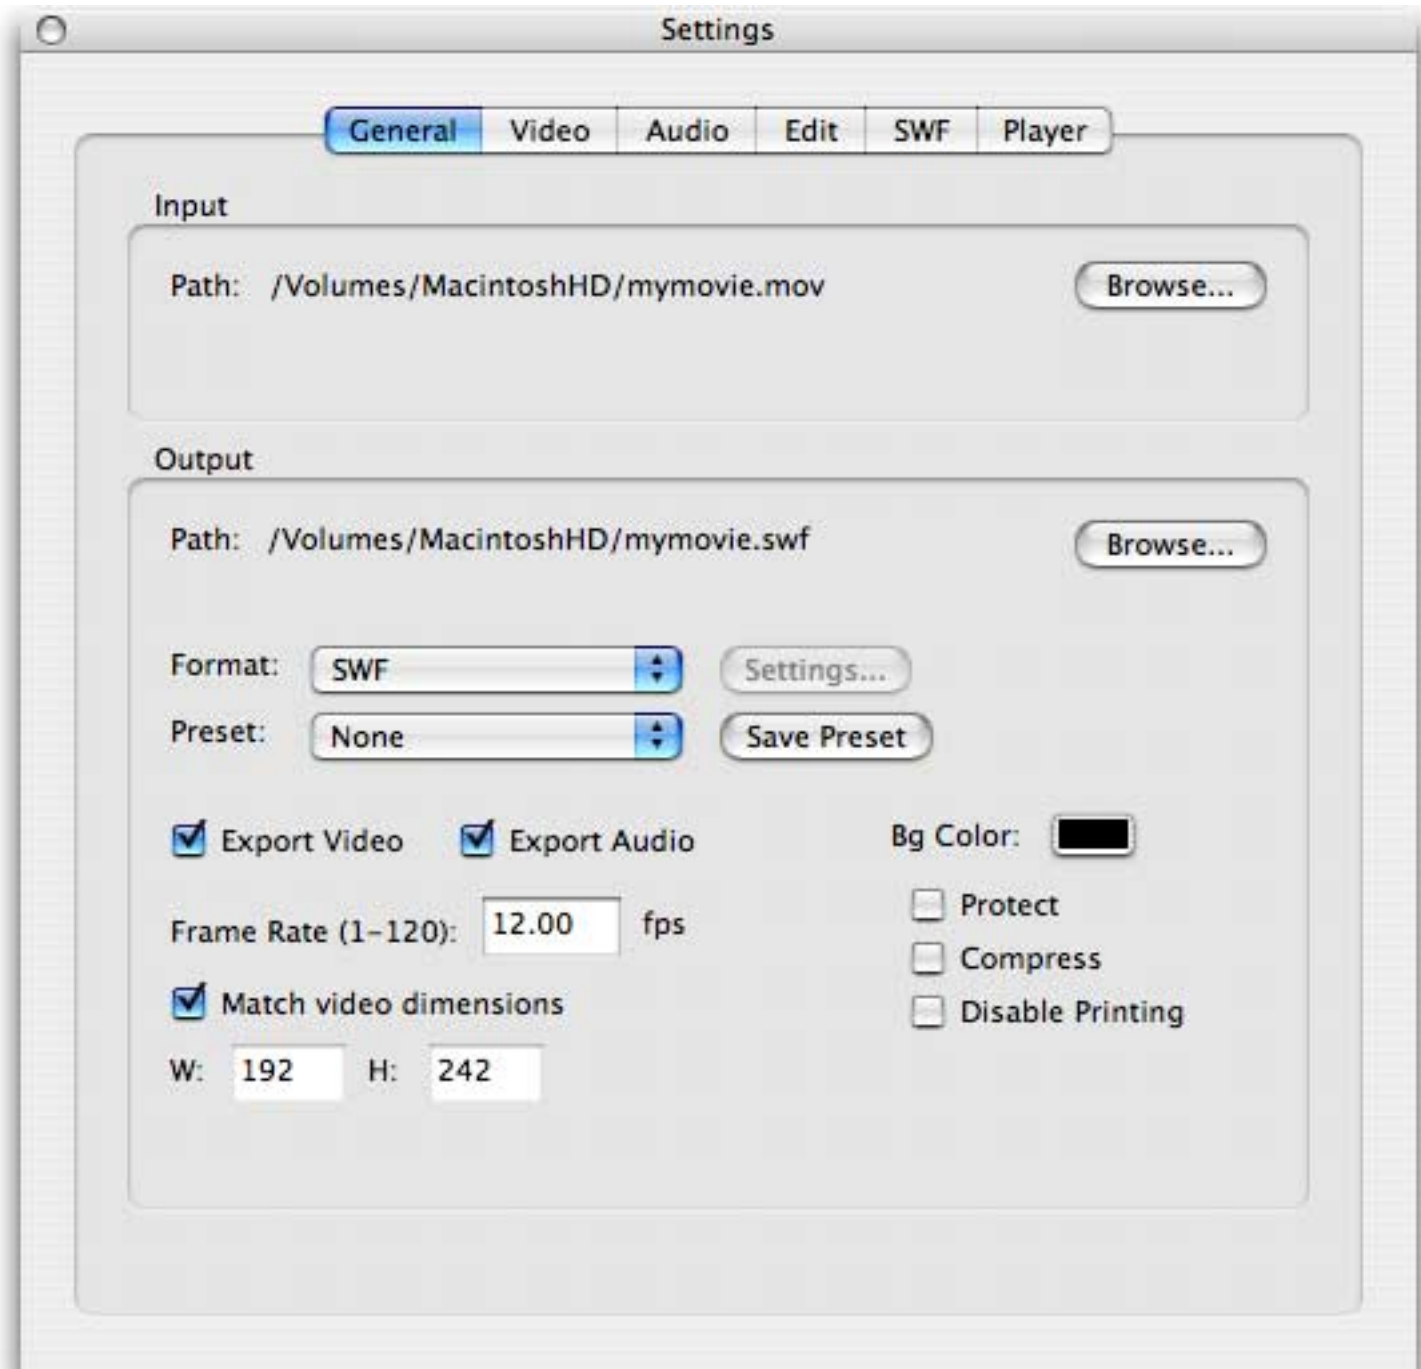 Settings
General Video Audio Edit SWF Player
Input
Path: /Volumes/MacintoshHD/mymovie.mov Browse...
Output
Path: /Volumes/MacintoshHD/mymovie.swf Browse...
Format: SWF Settings...
Preset: None Save Preset
Export Video Export Audio Bg Color:
Protect
Frame Rate (1-120): 12.00 fps
Compress
Match video dimensions
Disable Printing
W: 192 H: 242